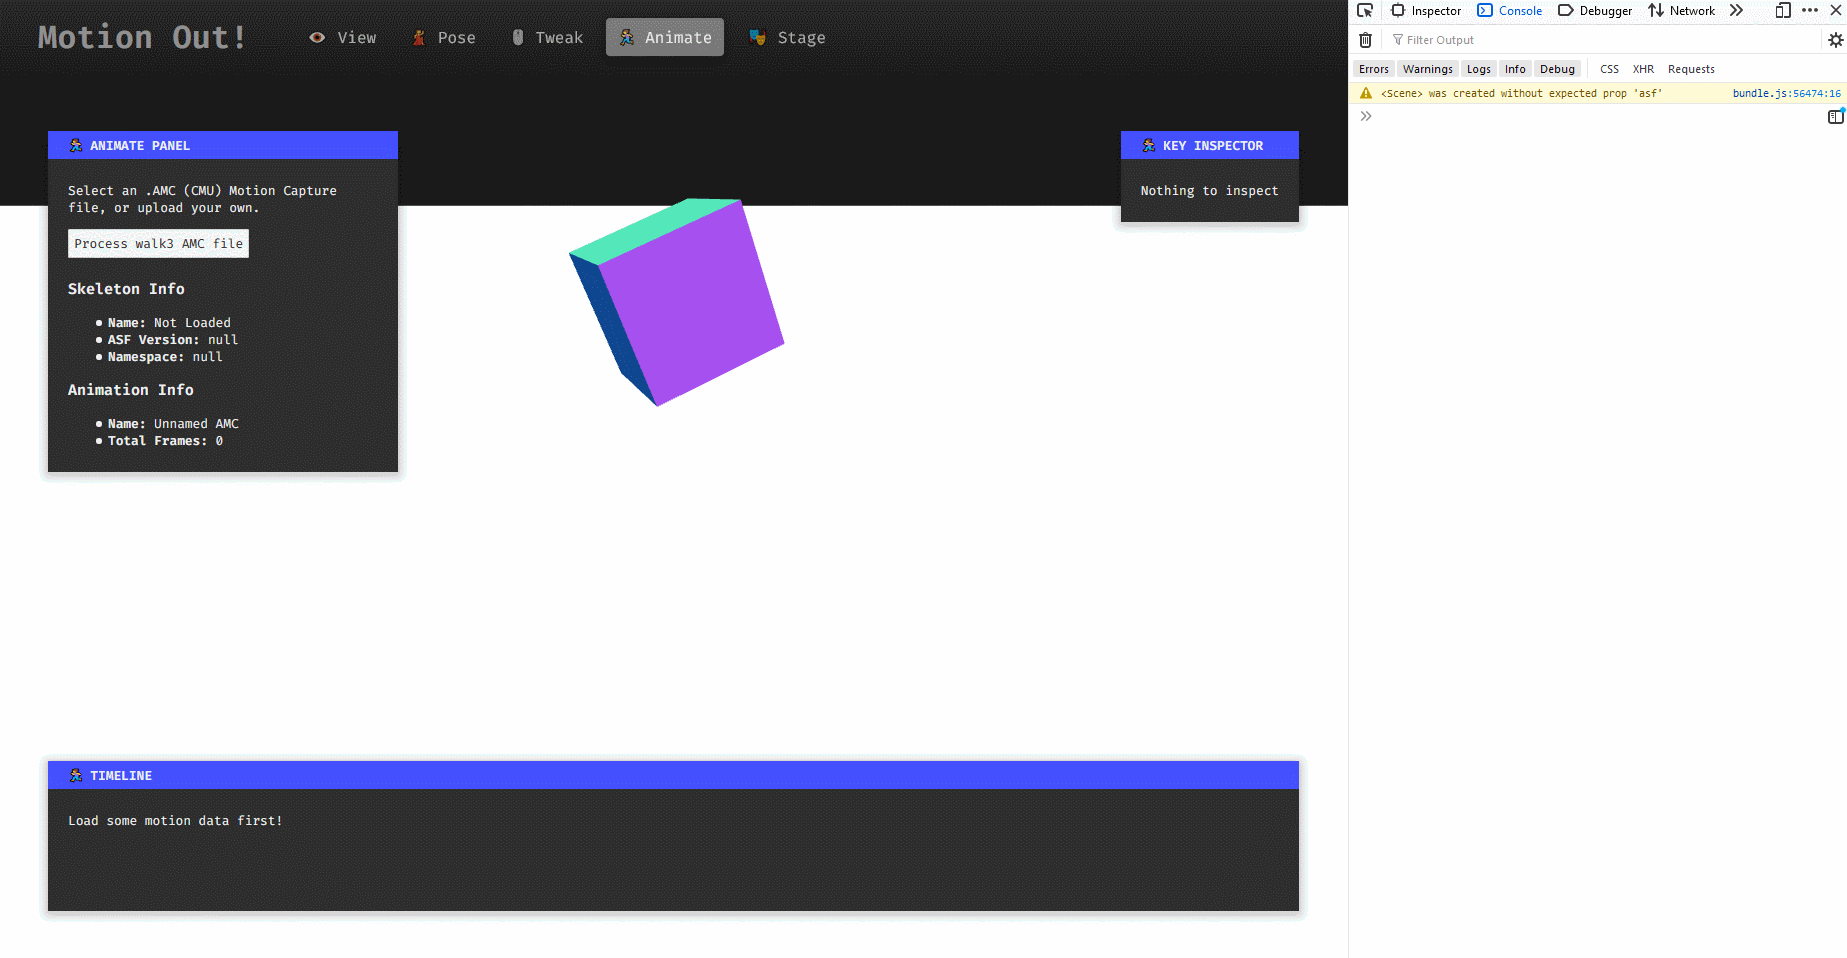 Motion Out!
View
Pose
Tweak
Animate
Stage
Inspector
Console
Debugger
Network
Filter Output
Errors
Warnings
Logs
Info
Debug
CSS
XHR
Requests
<Scene> was created without expected prop 'asf'
bundle.js:56474:16
ANIMATE PANEL
Select an .AMC (CMU) Motion Capture
file, or upload your own.
Process walk3 AMC file
Skeleton Info
Name: Not Loaded
ASF Version: null
Namespace: null
Animation Info
Name: Unnamed AMC
Total Frames: 0
KEY INSPECTOR
Nothing to inspect
TIMELINE
Load some motion data first!